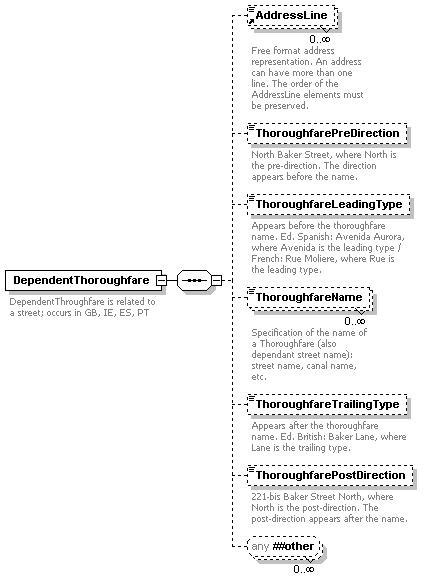 AddressLine
0..∞
Free format address
representation. An address
can have more than one
line. The order of the
AddressLine elements must
be preserved.
ThoroughfarePreDirection
North Baker Street, where North is
the pre-direction. The direction
appears before the name.
ThoroughfareLeadingType
Appears before the thoroughfare
name. Ed. Spanish: Avenida Aurora,
where Avenida is the leading type /
French: Rue Moliere, where Rue is
the leading type.
DependentThoroughfare
DependentThroughfare is related to
a street; occurs in GB, IE, ES, PT
ThoroughfareName
0..∞
Specification of the name of
a Thoroughfare (also
dependant street name):
street name, canal name,
etc.
ThoroughfareTrailingType
Appears after the thoroughfare
name. Ed. British: Baker Lane, where
Lane is the trailing type.
ThoroughfarePostDirection
221-bis Baker Street North, where
North is the post-direction. The
post-direction appears after the name.
any ##other
0..∞